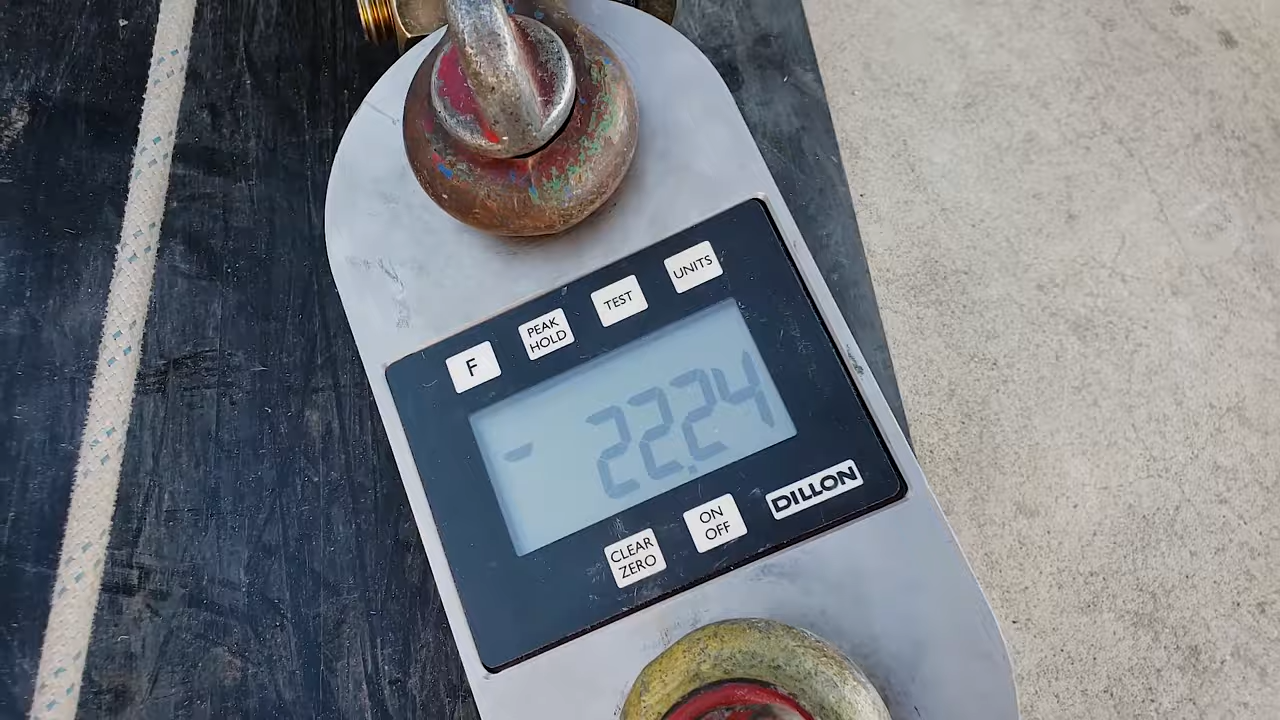 F
PEAK
HOLD
TEST
UNITS
- 22.24
CLEAR
ZERO
ON
OFF
DILLON